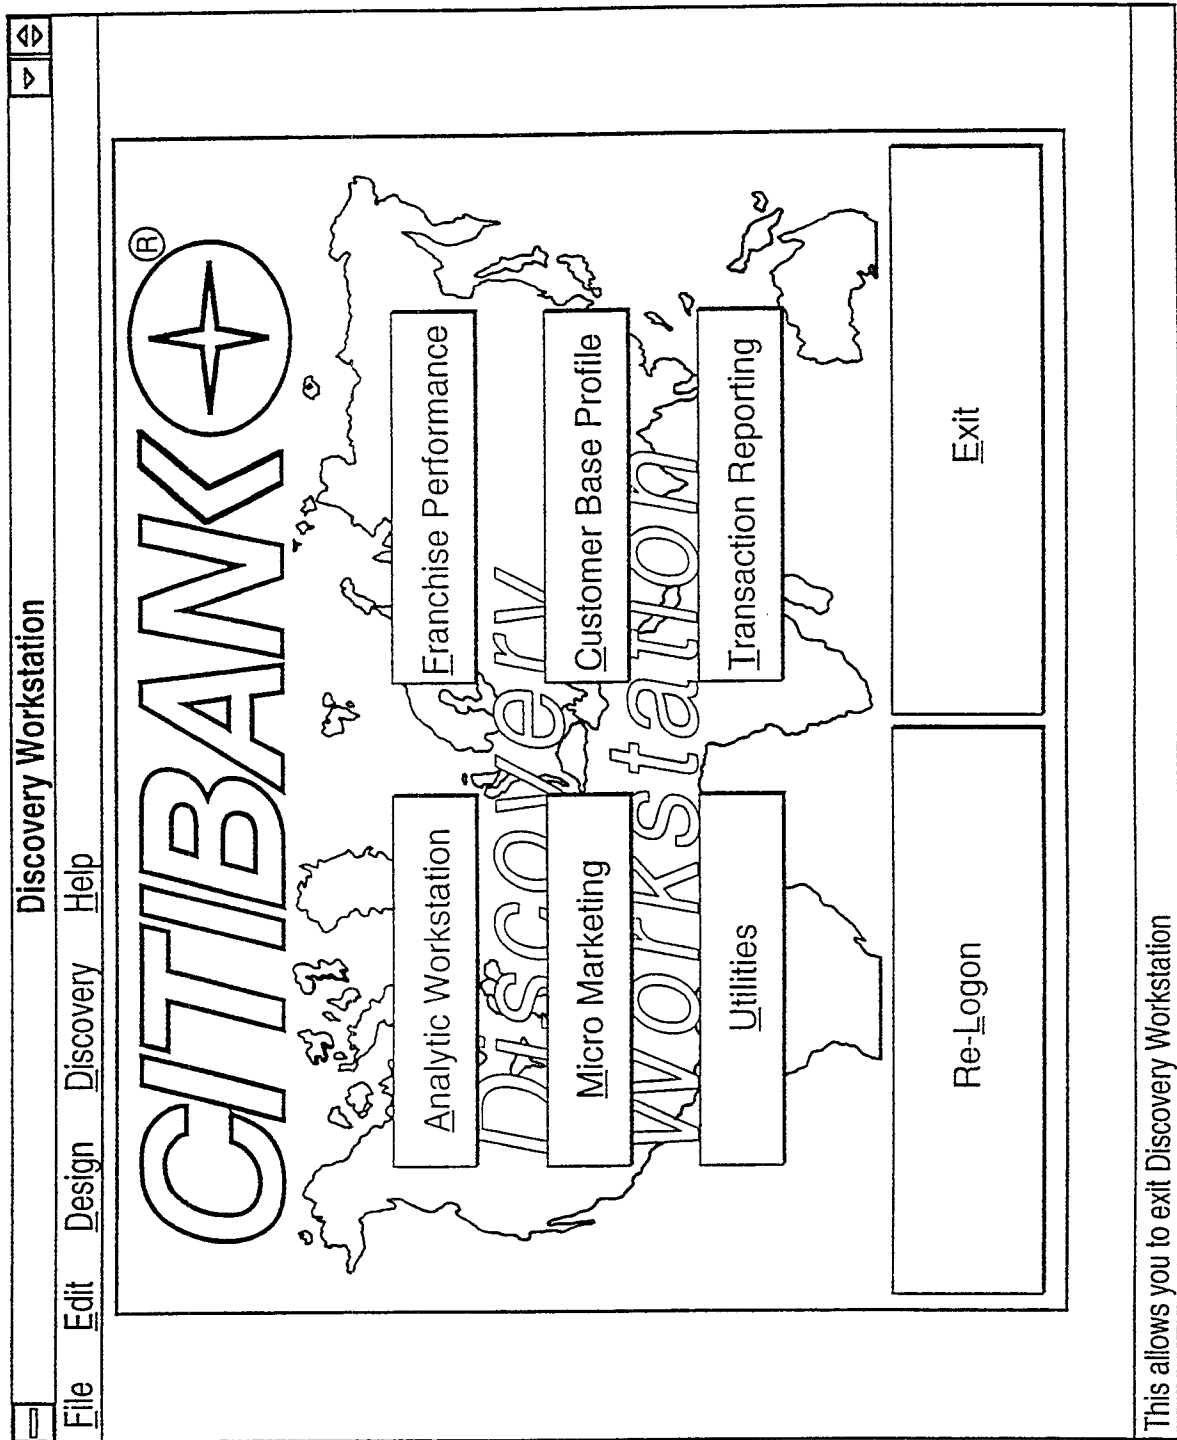 Discovery Workstation
File Edit Design Discovery Help
CITIBANK ®
Analytic Workstation
Franchise Performance
Discovery
Micro Marketing
Customer Base Profile
Workstation
Utilities
Transaction Reporting
Re-Logon
Exit
This allows you to exit Discovery Workstation